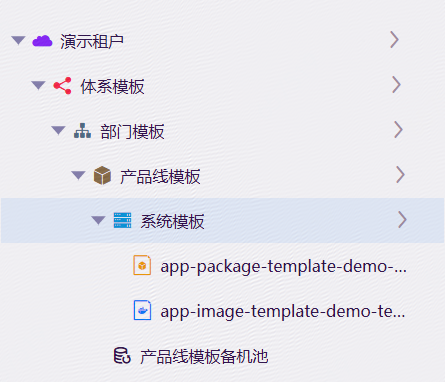 演示租户
体系模板
部门模板
产品线模板
系统模板
app-package-template-demo-...
app-image-template-demo-te...
产品线模板备机池